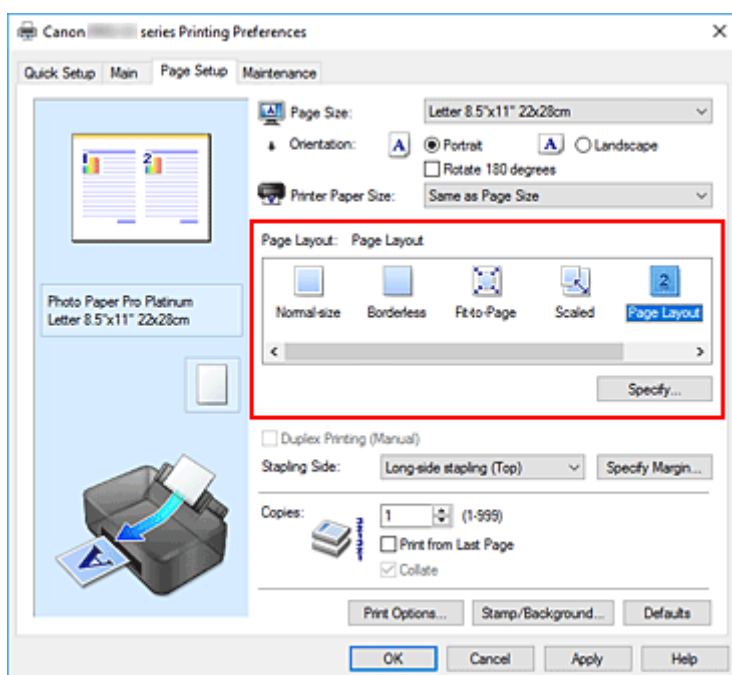 Canon series Printing Preferences
Quick Setup Main Page Setup Maintenance
1 2
Photo Paper Pro Platinum
Letter 8.5"x11" 22x28cm
Page Size: Letter 8.5"x11" 22x28cm
Orientation: A Portrait A Landscape
Rotate 180 degrees
Printer Paper Size: Same as Page Size
Page Layout: Page Layout
2
Normal-size Borderless Fit-to-Page Scaled Page Layout
Specify...
Duplex Printing (Manual)
Stapling Side: Long-side stapling (Top) Specify Margin...
Copies: 1 (1-999)
Print from Last Page
Collate
A
Print Options... Stamp/Background... Defaults
OK Cancel Apply Help